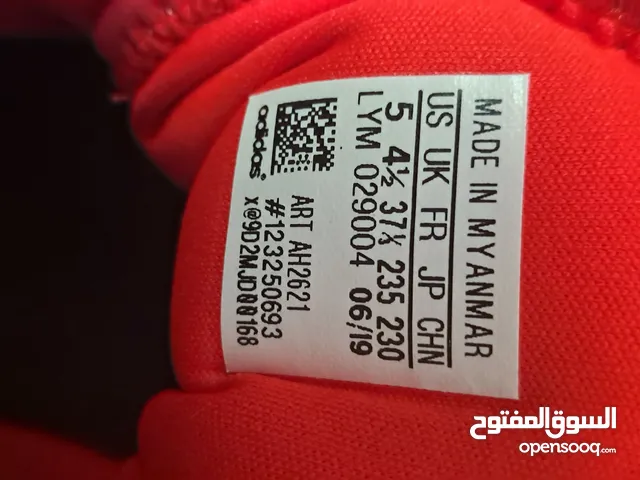 MADE IN MYANMAR
US UK FR JP CHN
5 4½ 37⅓ 235 230
LYM 029004 06/19
adidas
ART AH2621
#123250693
x@9D2MJD00168
السوق المفتوح
opensooq.com